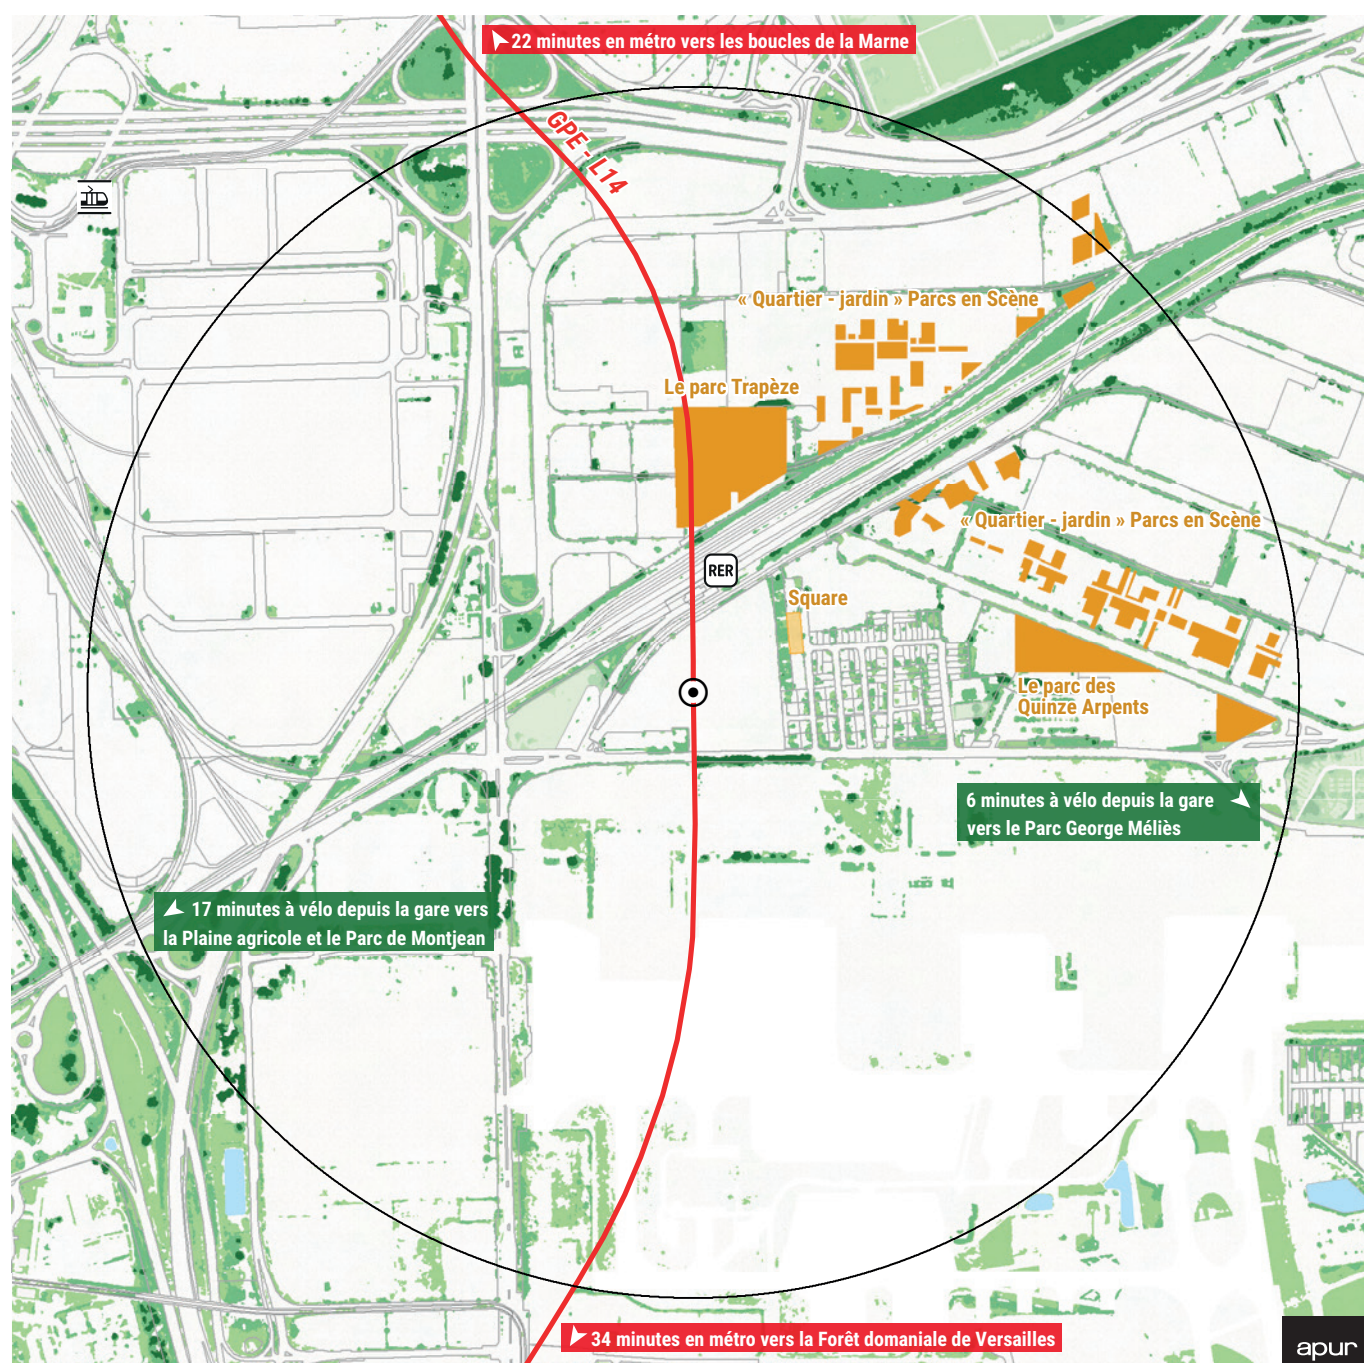 22 minutes en métro vers les boucles de la Marne
GPE - L14
« Quartier - jardin » Parcs en Scène
Le parc Trapèze
« Quartier - jardin » Parcs en Scène
RER
Square
Le parc des
Quinze Arpents
6 minutes à vélo depuis la gare
vers le Parc George Méliès
17 minutes à vélo depuis la gare vers
la Plaine agricole et le Parc de Montjean
34 minutes en métro vers la Forêt domaniale de Versailles
apur